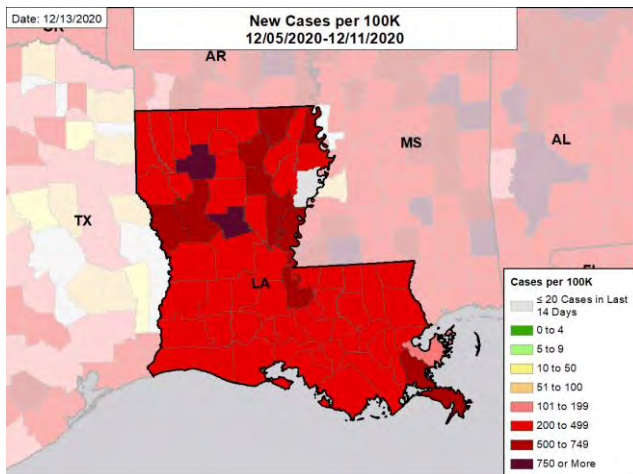 Date: 12/13/2020
New Cases per 100K
12/05/2020-12/11/2020
AR
MS
AL
TX
LA
Cases per 100K
≤ 20 Cases in Last
14 Days
0 to 4
5 to 9
10 to 50
51 to 100
101 to 199
200 to 499
500 to 749
750 or More